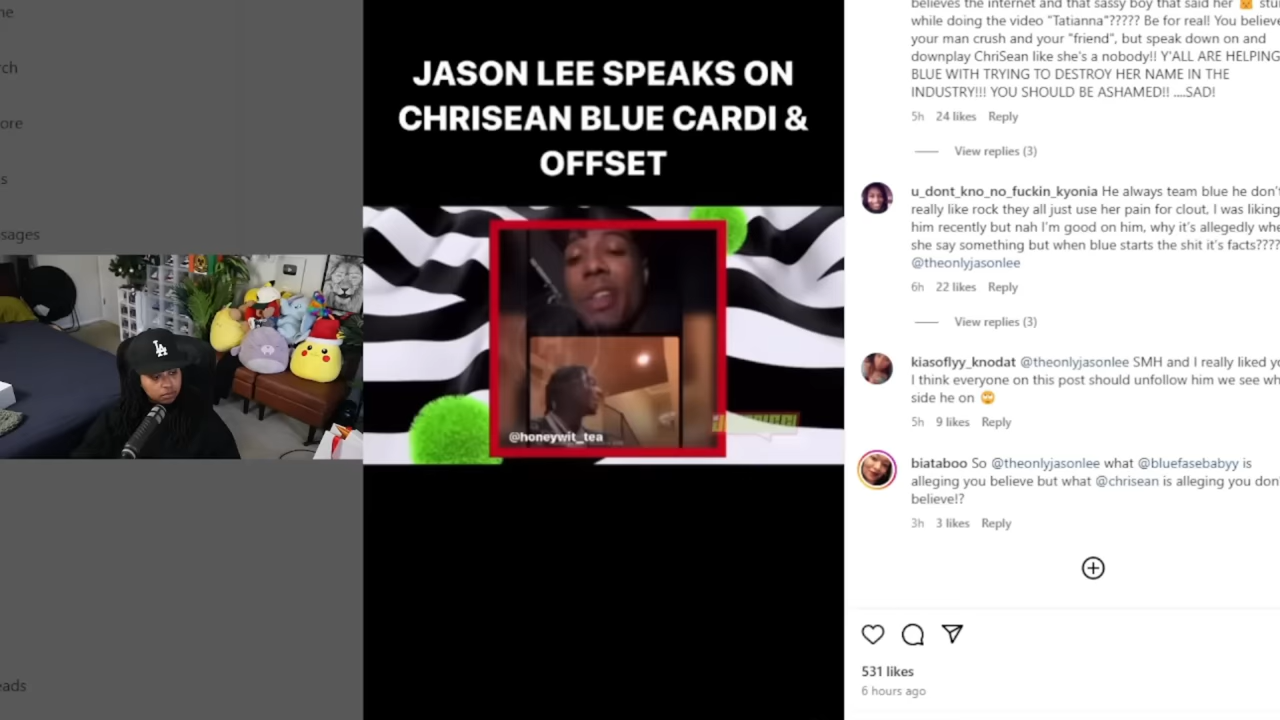 me
rch
ore
s
sages
eads
LA
JASON LEE SPEAKS ON
CHRISEAN BLUE CARDI &
OFFSET
@honeywit_tea
believes the internet and that sassy boy that said her 🐱 stu
while doing the video "Tatianna"????? Be for real! You believe
your man crush and your "friend", but speak down on and
downplay ChriSean like she's a nobody!! Y'ALL ARE HELPING
BLUE WITH TRYING TO DESTROY HER NAME IN THE
INDUSTRY!!! YOU SHOULD BE ASHAMED!! ....SAD!
5h 24 likes Reply
View replies (3)
u_dont_kno_no_fuckin_kyonia He always team blue he don't
really like rock they all just use her pain for clout, I was liking
him recently but nah I'm good on him, why it's allegedly whe
she say something but when blue starts the shit it's facts????
@theonlyjasonlee
6h 22 likes Reply
View replies (3)
kiasoflyy_knodat @theonlyjasonlee SMH and I really liked yo
I think everyone on this post should unfollow him we see wh
side he on 🙄
5h 9 likes Reply
biataboo So @theonlyjasonlee what @bluefasebabyy is
alleging you believe but what @chrisean is alleging you don'
believe!?
3h 3 likes Reply
531 likes
6 hours ago